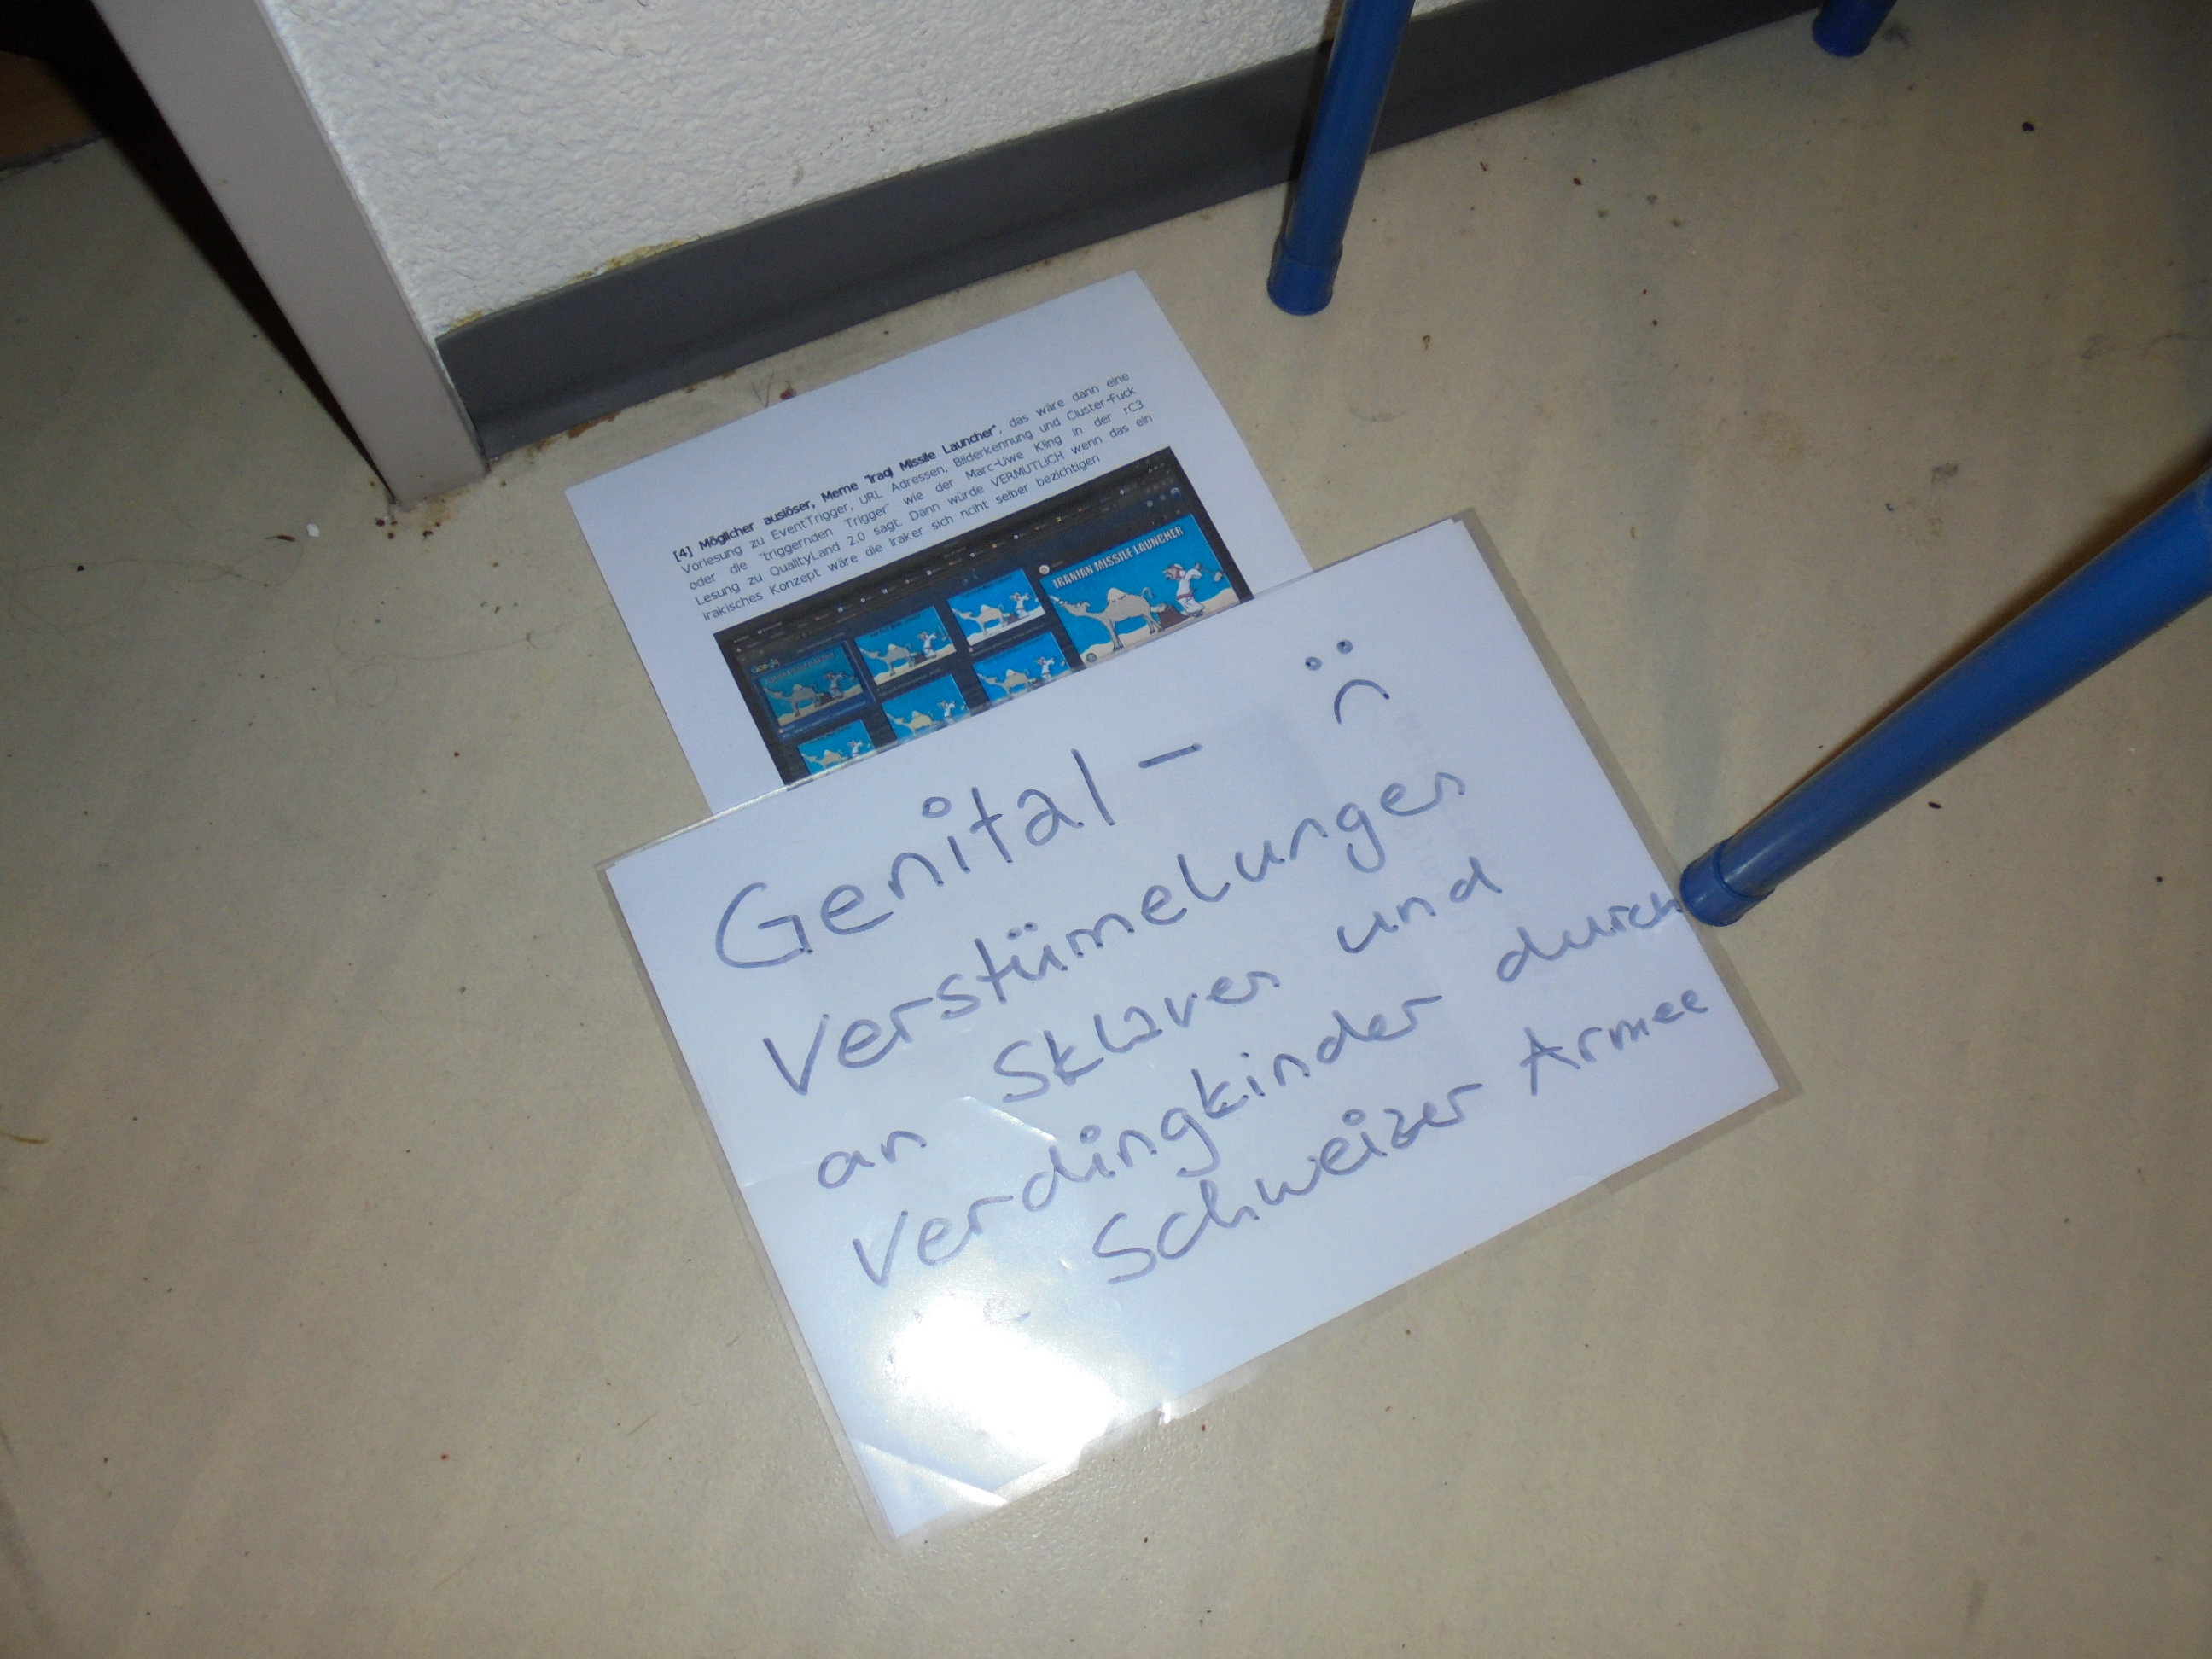 [4] Möglicher auslöser, Meme "Iraqi Missile Launcher", das wäre dann eine
Vorlesung zu EventTrigger, URL Adressen, Bilderkennung und Cluster-Fuck
oder die "triggernden Trigger" wie der Marc-Uwe Kling in der rC3
Lesung zu QualityLand 2.0 sagt. Dann würde VERMUTLICH wenn das ein
irakisches Konzept wäre die Iraker sich nciht selber bezichtigen
IRANIAN MISSILE LAUNCHER
Genital- :(
verstümelungen
an Sklaven und
Verdingkinder durch
Schweizer Armee